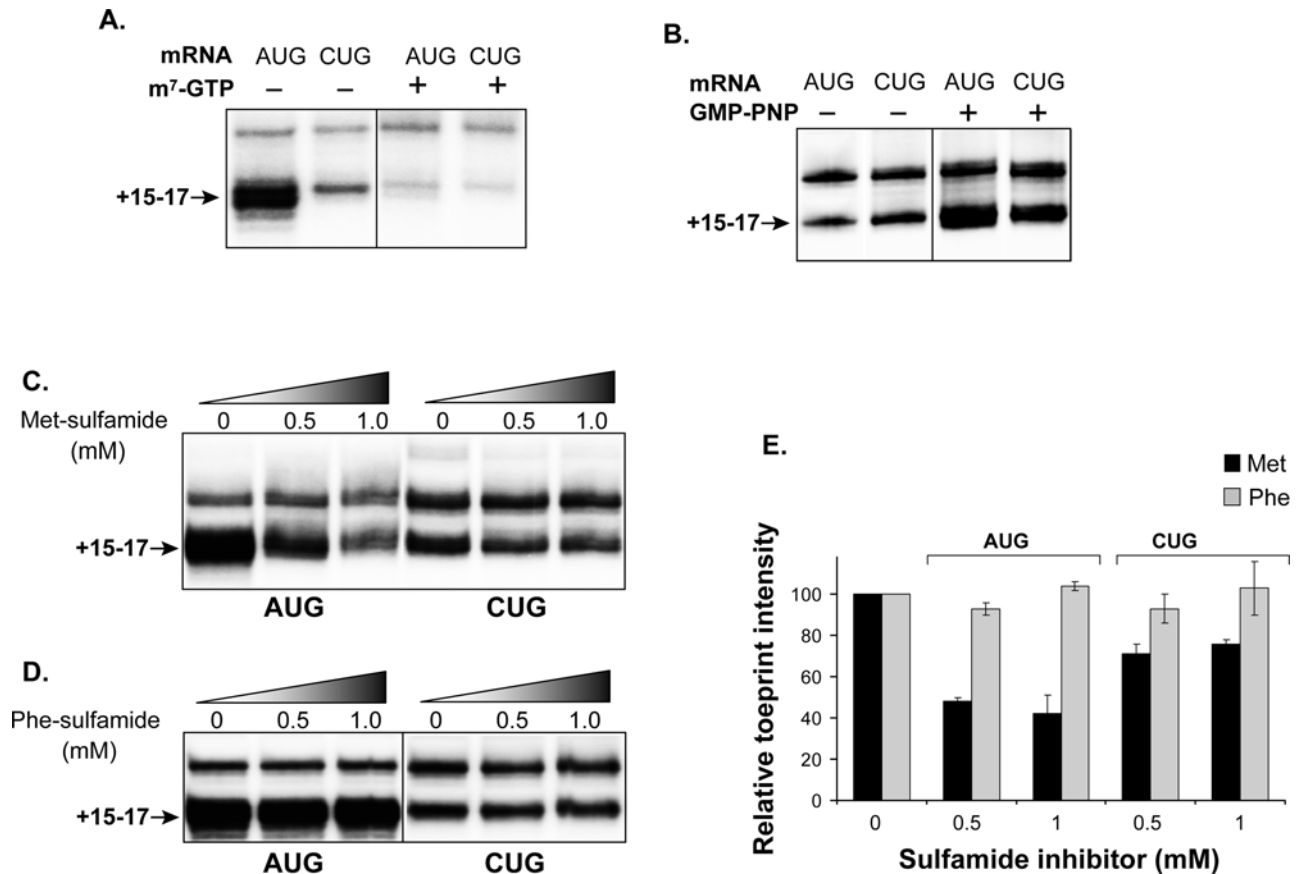 A.
mRNA AUG CUG AUG CUG
m7-GTP – – + +
+15-17
B.
mRNA AUG CUG AUG CUG
GMP-PNP – – + +
+15-17
C.
Met-sulfamide
(mM)
0 0.5 1.0 0 0.5 1.0
+15-17
AUG CUG
D.
Phe-sulfamide
(mM)
0 0.5 1.0 0 0.5 1.0
+15-17
AUG CUG
E.
Met
Phe
AUG CUG
Relative toeprint intensity
100
80
60
40
20
0
0 0.5 1 0.5 1
Sulfamide inhibitor (mM)